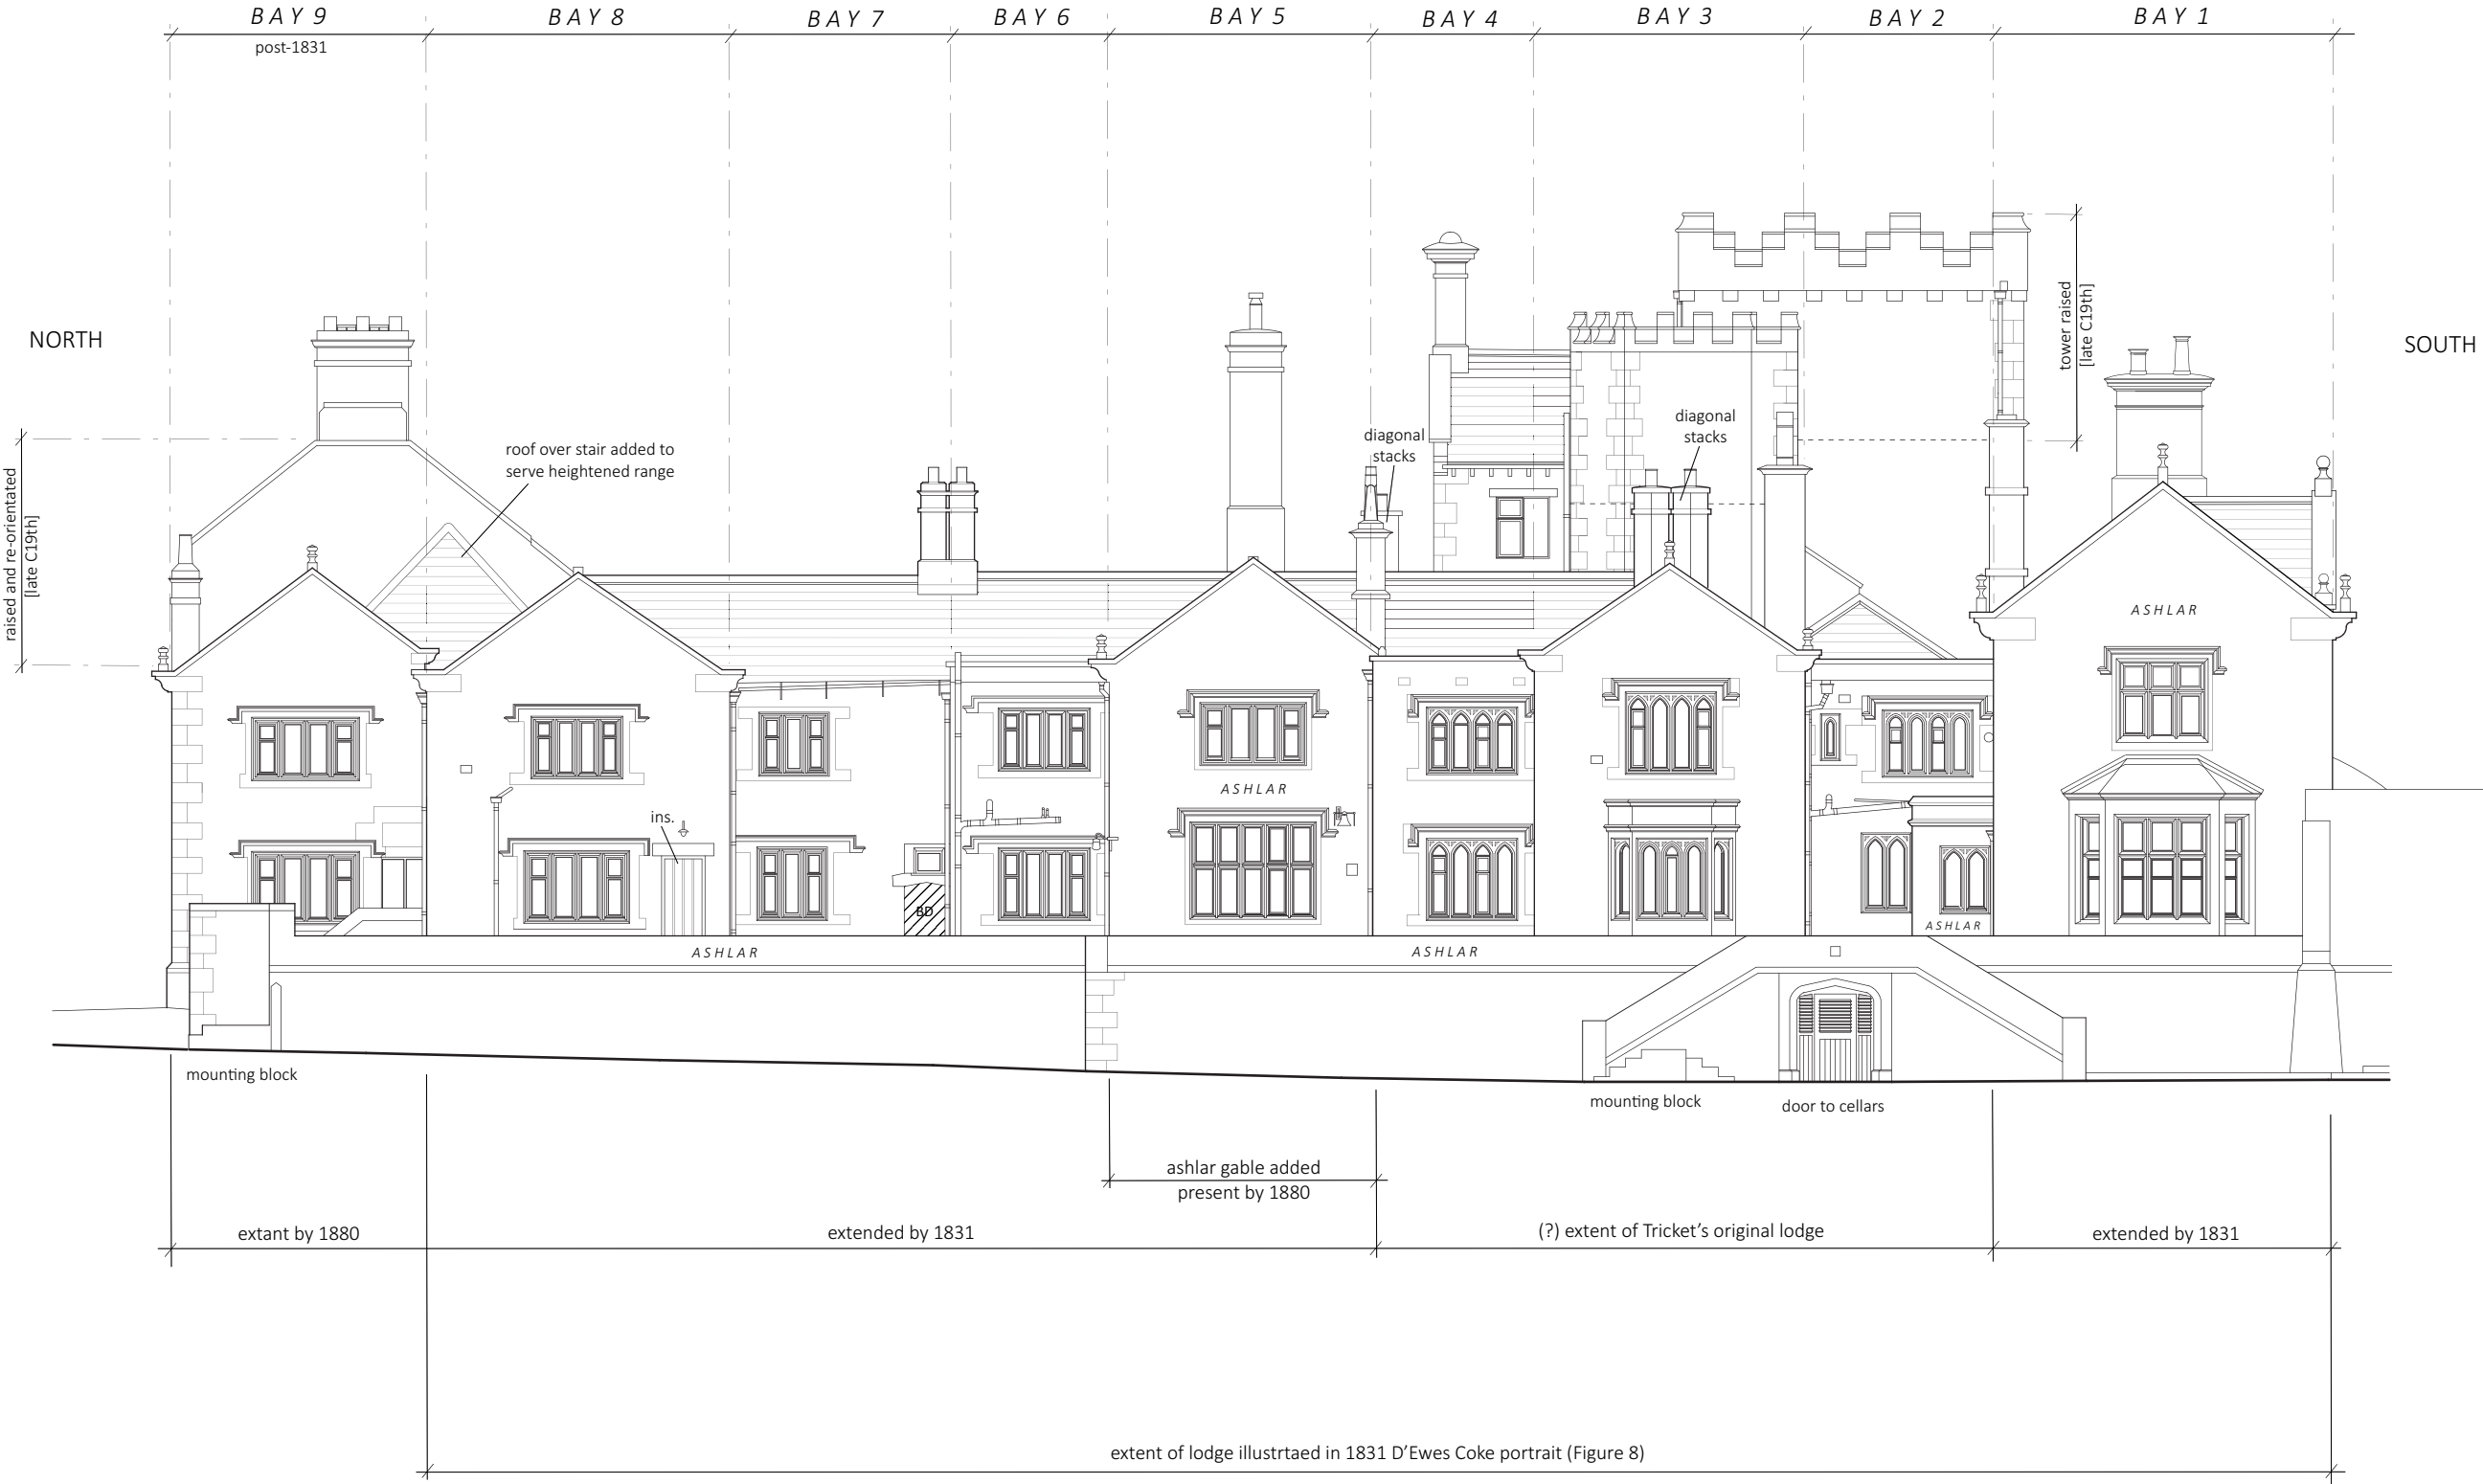 BAY 9
BAY 8
BAY 7
BAY 6
BAY 5
BAY 4
BAY 3
BAY 2
BAY 1
post-1831
NORTH
SOUTH
tower raised
[late C19th]
raised and re-orientated
[late C19th]
roof over stair added to
serve heightened range
diagonal
stacks
diagonal
stacks
ASHLAR
ASHLAR
ins.
BD
ASHLAR
ASHLAR
ASHLAR
mounting block
mounting block
door to cellars
ashlar gable added
present by 1880
extant by 1880
extended by 1831
(?) extent of Tricket's original lodge
extended by 1831
extent of lodge illustrtaed in 1831 D'Ewes Coke portrait (Figure 8)